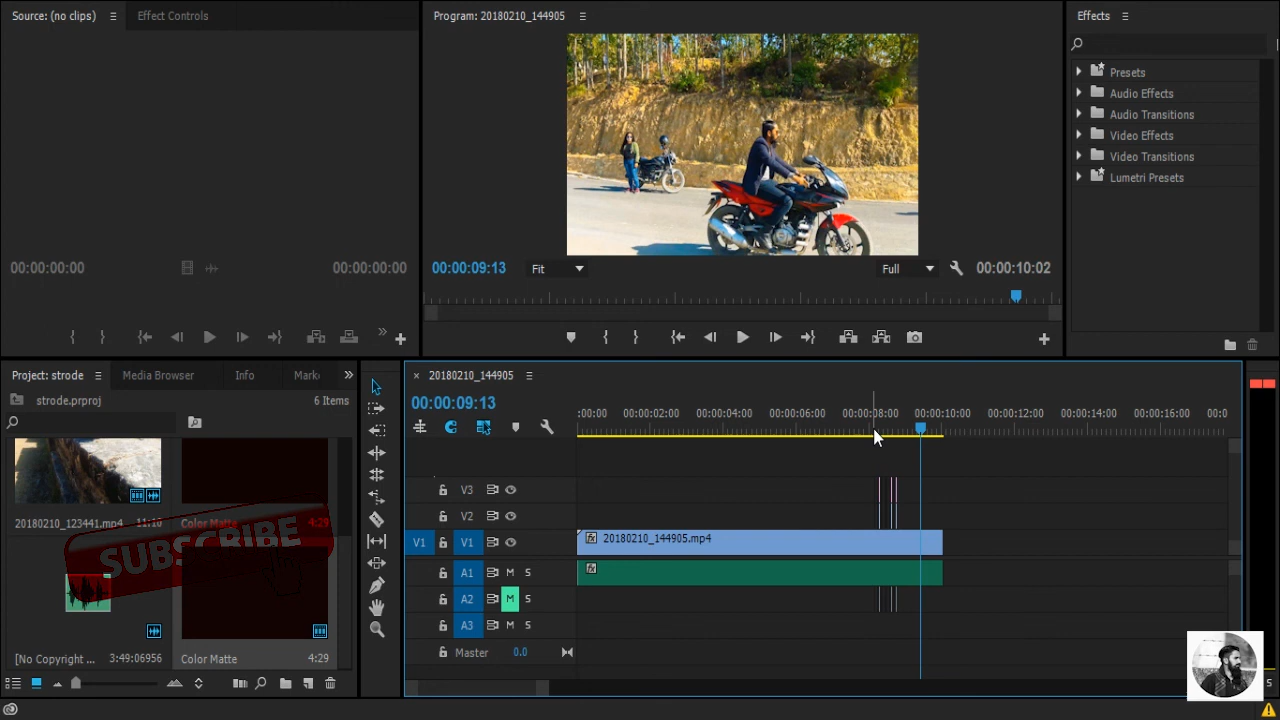 Source: (no clips)
Effect Controls
Program: 20180210_144905
Effects
Presets
Audio Effects
Audio Transitions
Video Effects
Video Transitions
Lumetri Presets
00:00:00:00
00:00:00:00
00:00:09:13
Fit
Full
00:00:10:02
Project: strode
Media Browser
Info
Mark
strode.prproj
6 Items
20180210_123441.mp4
11:10
Color Matte
4:29
SUBSCRIBE
[No Copyright ...
3:49:06956
Color Matte
4:29
× 20180210_144905
00:00:09:13
:00:00
00:00:02:00
00:00:04:00
00:00:06:00
00:00:08:00
00:00:10:00
00:00:12:00
00:00:14:00
00:00:16:00
00:0
V3
V2
V1
V1
20180210_144905.mp4
fx
A1
M
S
fx
A2
M
S
A3
M
S
Master
0.0
S